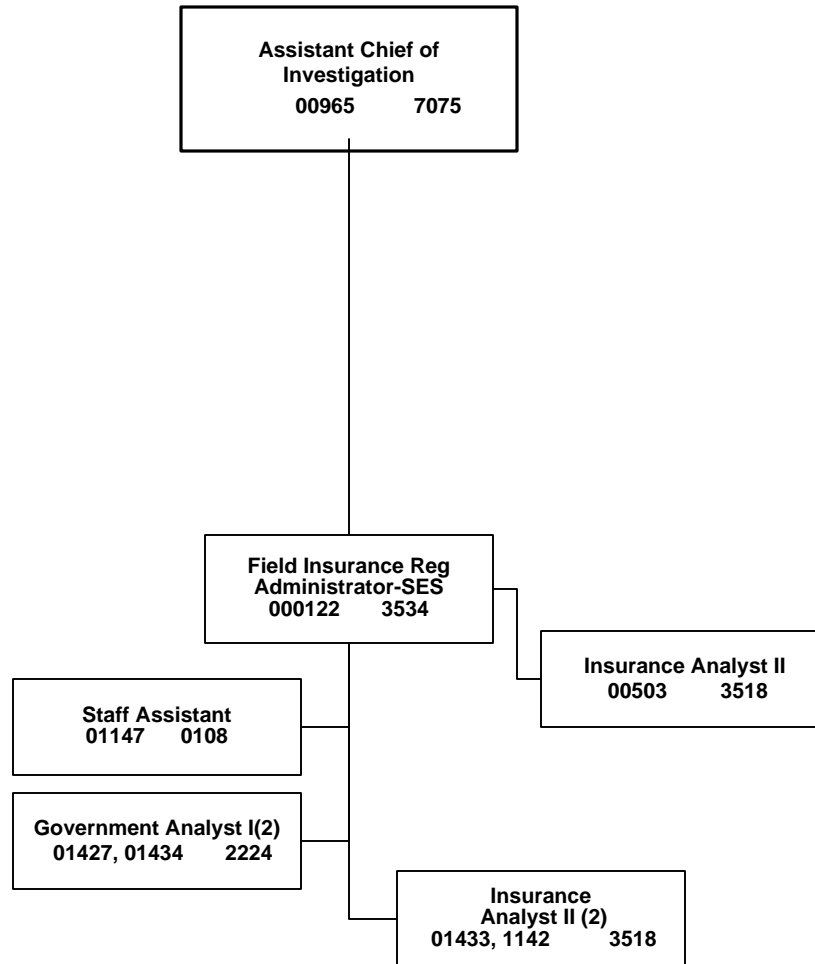 Assistant Chief of
Investigation
00965 7075
Field Insurance Reg
Administrator-SES
000122 3534
Insurance Analyst II
00503 3518
Staff Assistant
01147 0108
Government Analyst I(2)
01427, 01434 2224
Insurance
Analyst II (2)
01433, 1142 3518